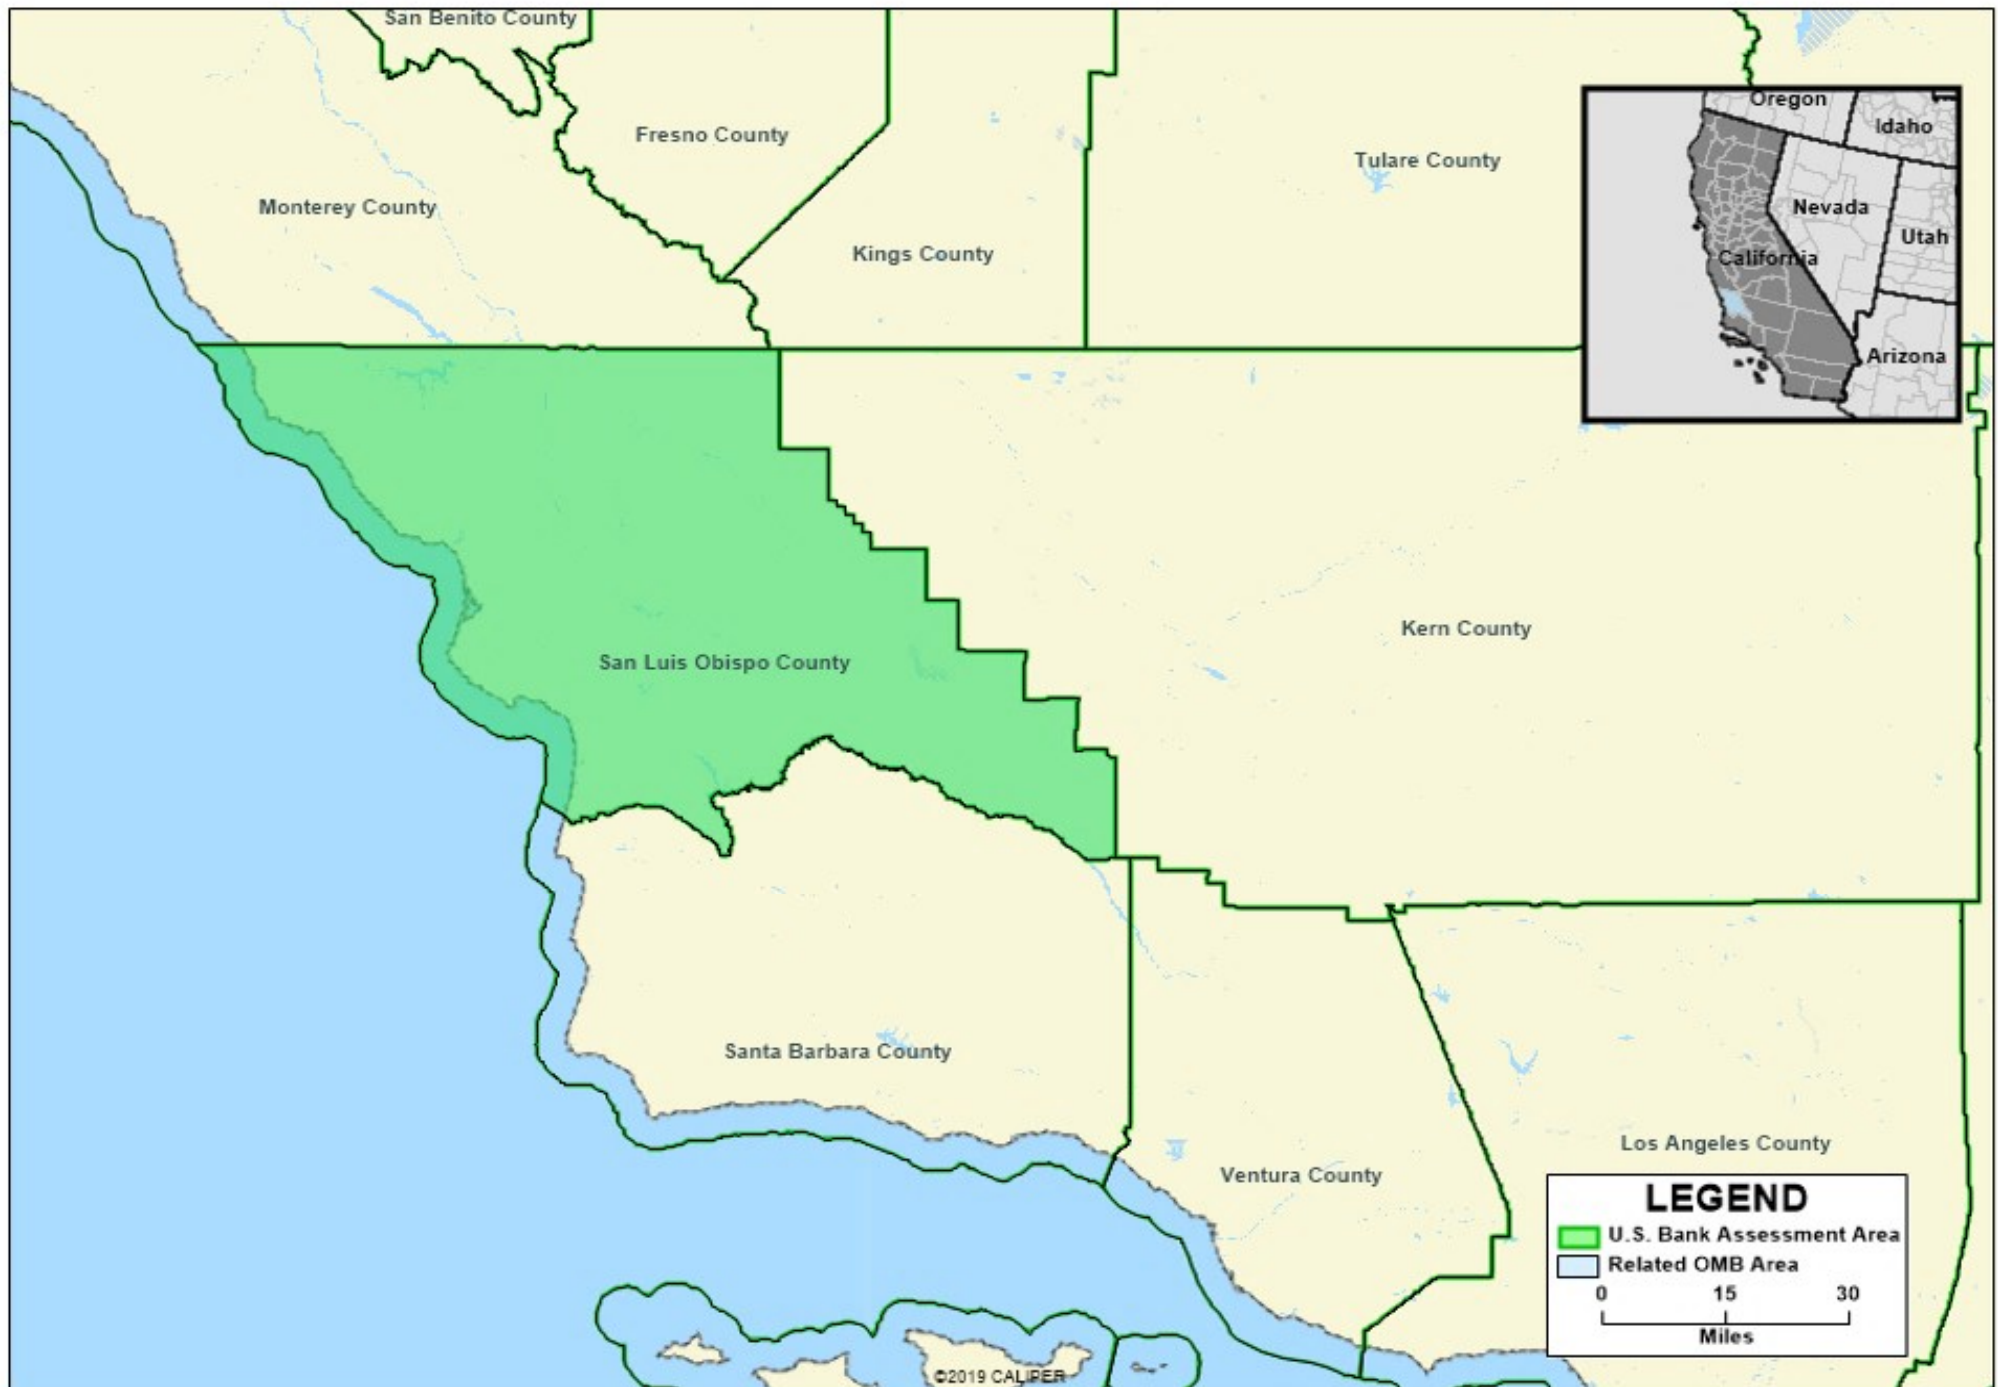 San Benito County
Fresno County
Monterey County
Kings County
Tulare County
Oregon
Idaho
Nevada
Utah
California
Arizona
Kern County
San Luis Obispo County
Santa Barbara County
Ventura County
Los Angeles County
LEGEND
U.S. Bank Assessment Area
Related OMB Area
0 15 30
Miles
©2019 CALIPER